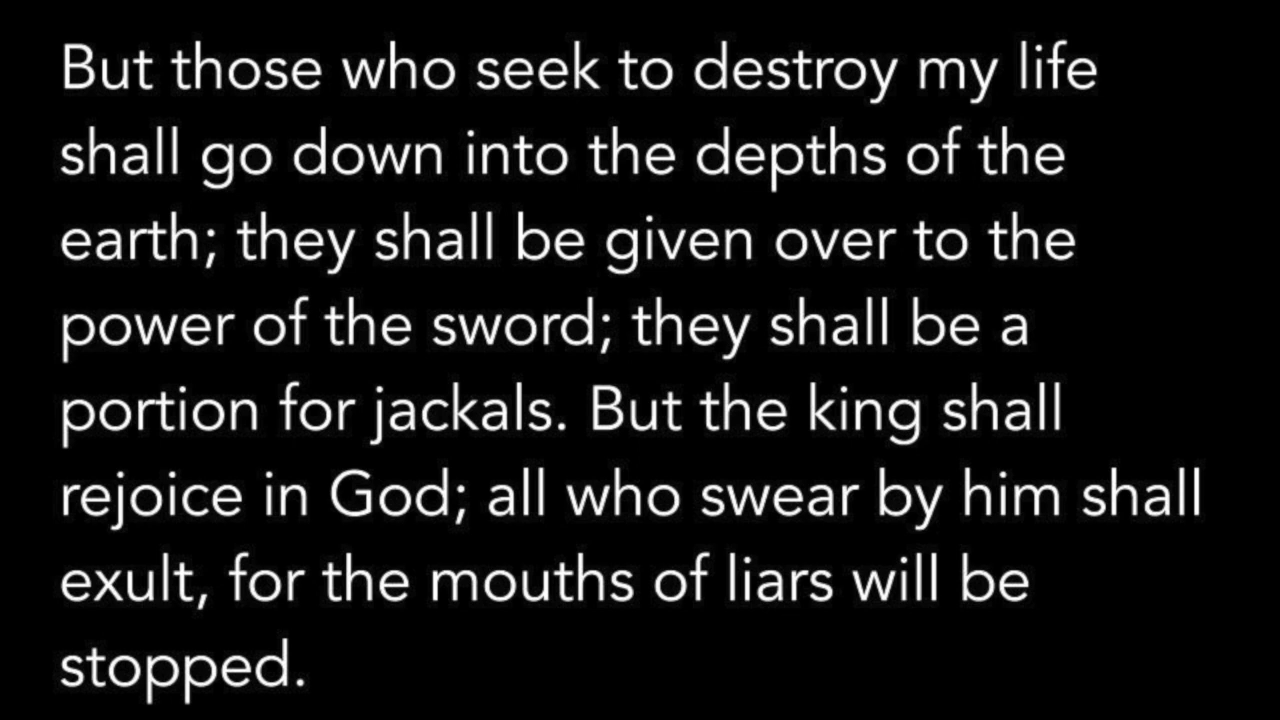 But those who seek to destroy my life
shall go down into the depths of the
earth; they shall be given over to the
power of the sword; they shall be a
portion for jackals. But the king shall
rejoice in God; all who swear by him shall
exult, for the mouths of liars will be
stopped.